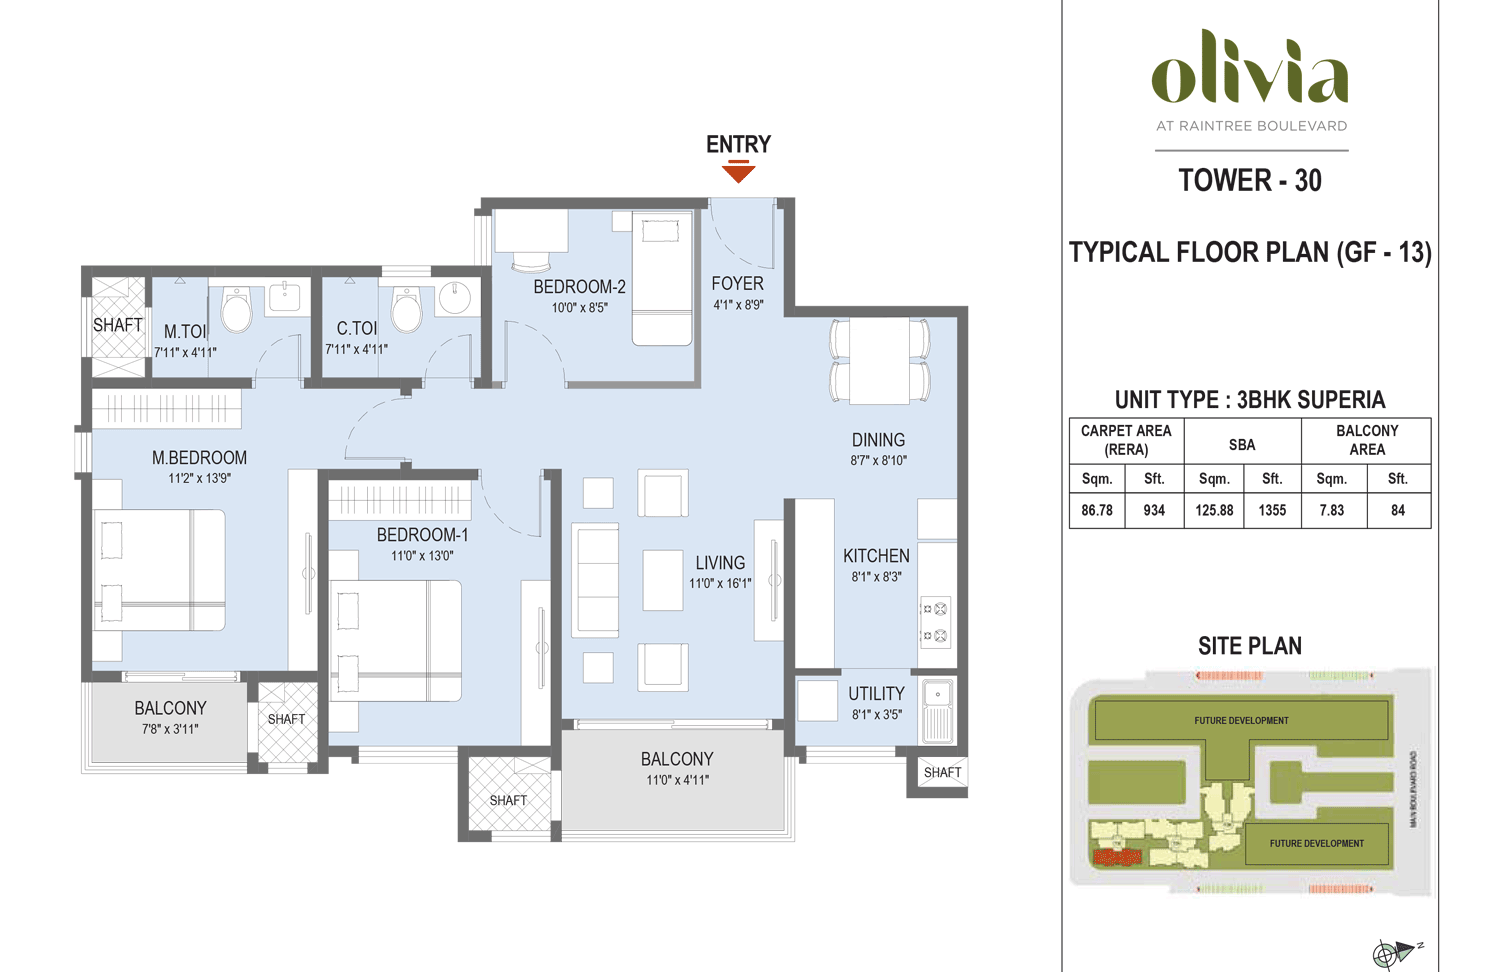 ENTRY
BEDROOM-2
10'0" x 8'5"
FOYER
4'1" x 8'9"
SHAFT
M.TOI
7'11" x 4'11"
C.TOI
7'11" x 4'11"
M.BEDROOM
11'2" x 13'9"
DINING
8'7" x 8'10"
BEDROOM-1
11'0" x 13'0"
LIVING
11'0" x 16'1"
KITCHEN
8'1" x 8'3"
UTILITY
8'1" x 3'5"
BALCONY
7'8" x 3'11"
SHAFT
BALCONY
11'0" x 4'11"
SHAFT
SHAFT
olivia
AT RAINTREE BOULEVARD
TOWER - 30
TYPICAL FLOOR PLAN (GF - 13)
UNIT TYPE : 3BHK SUPERIA
CARPET AREA
(RERA)
SBA
BALCONY
AREA
Sqm. Sft. Sqm. Sft. Sqm. Sft.
86.78 934 125.88 1355 7.83 84
SITE PLAN
FUTURE DEVELOPMENT
MAIN BOULEVARD ROAD
FUTURE DEVELOPMENT
N